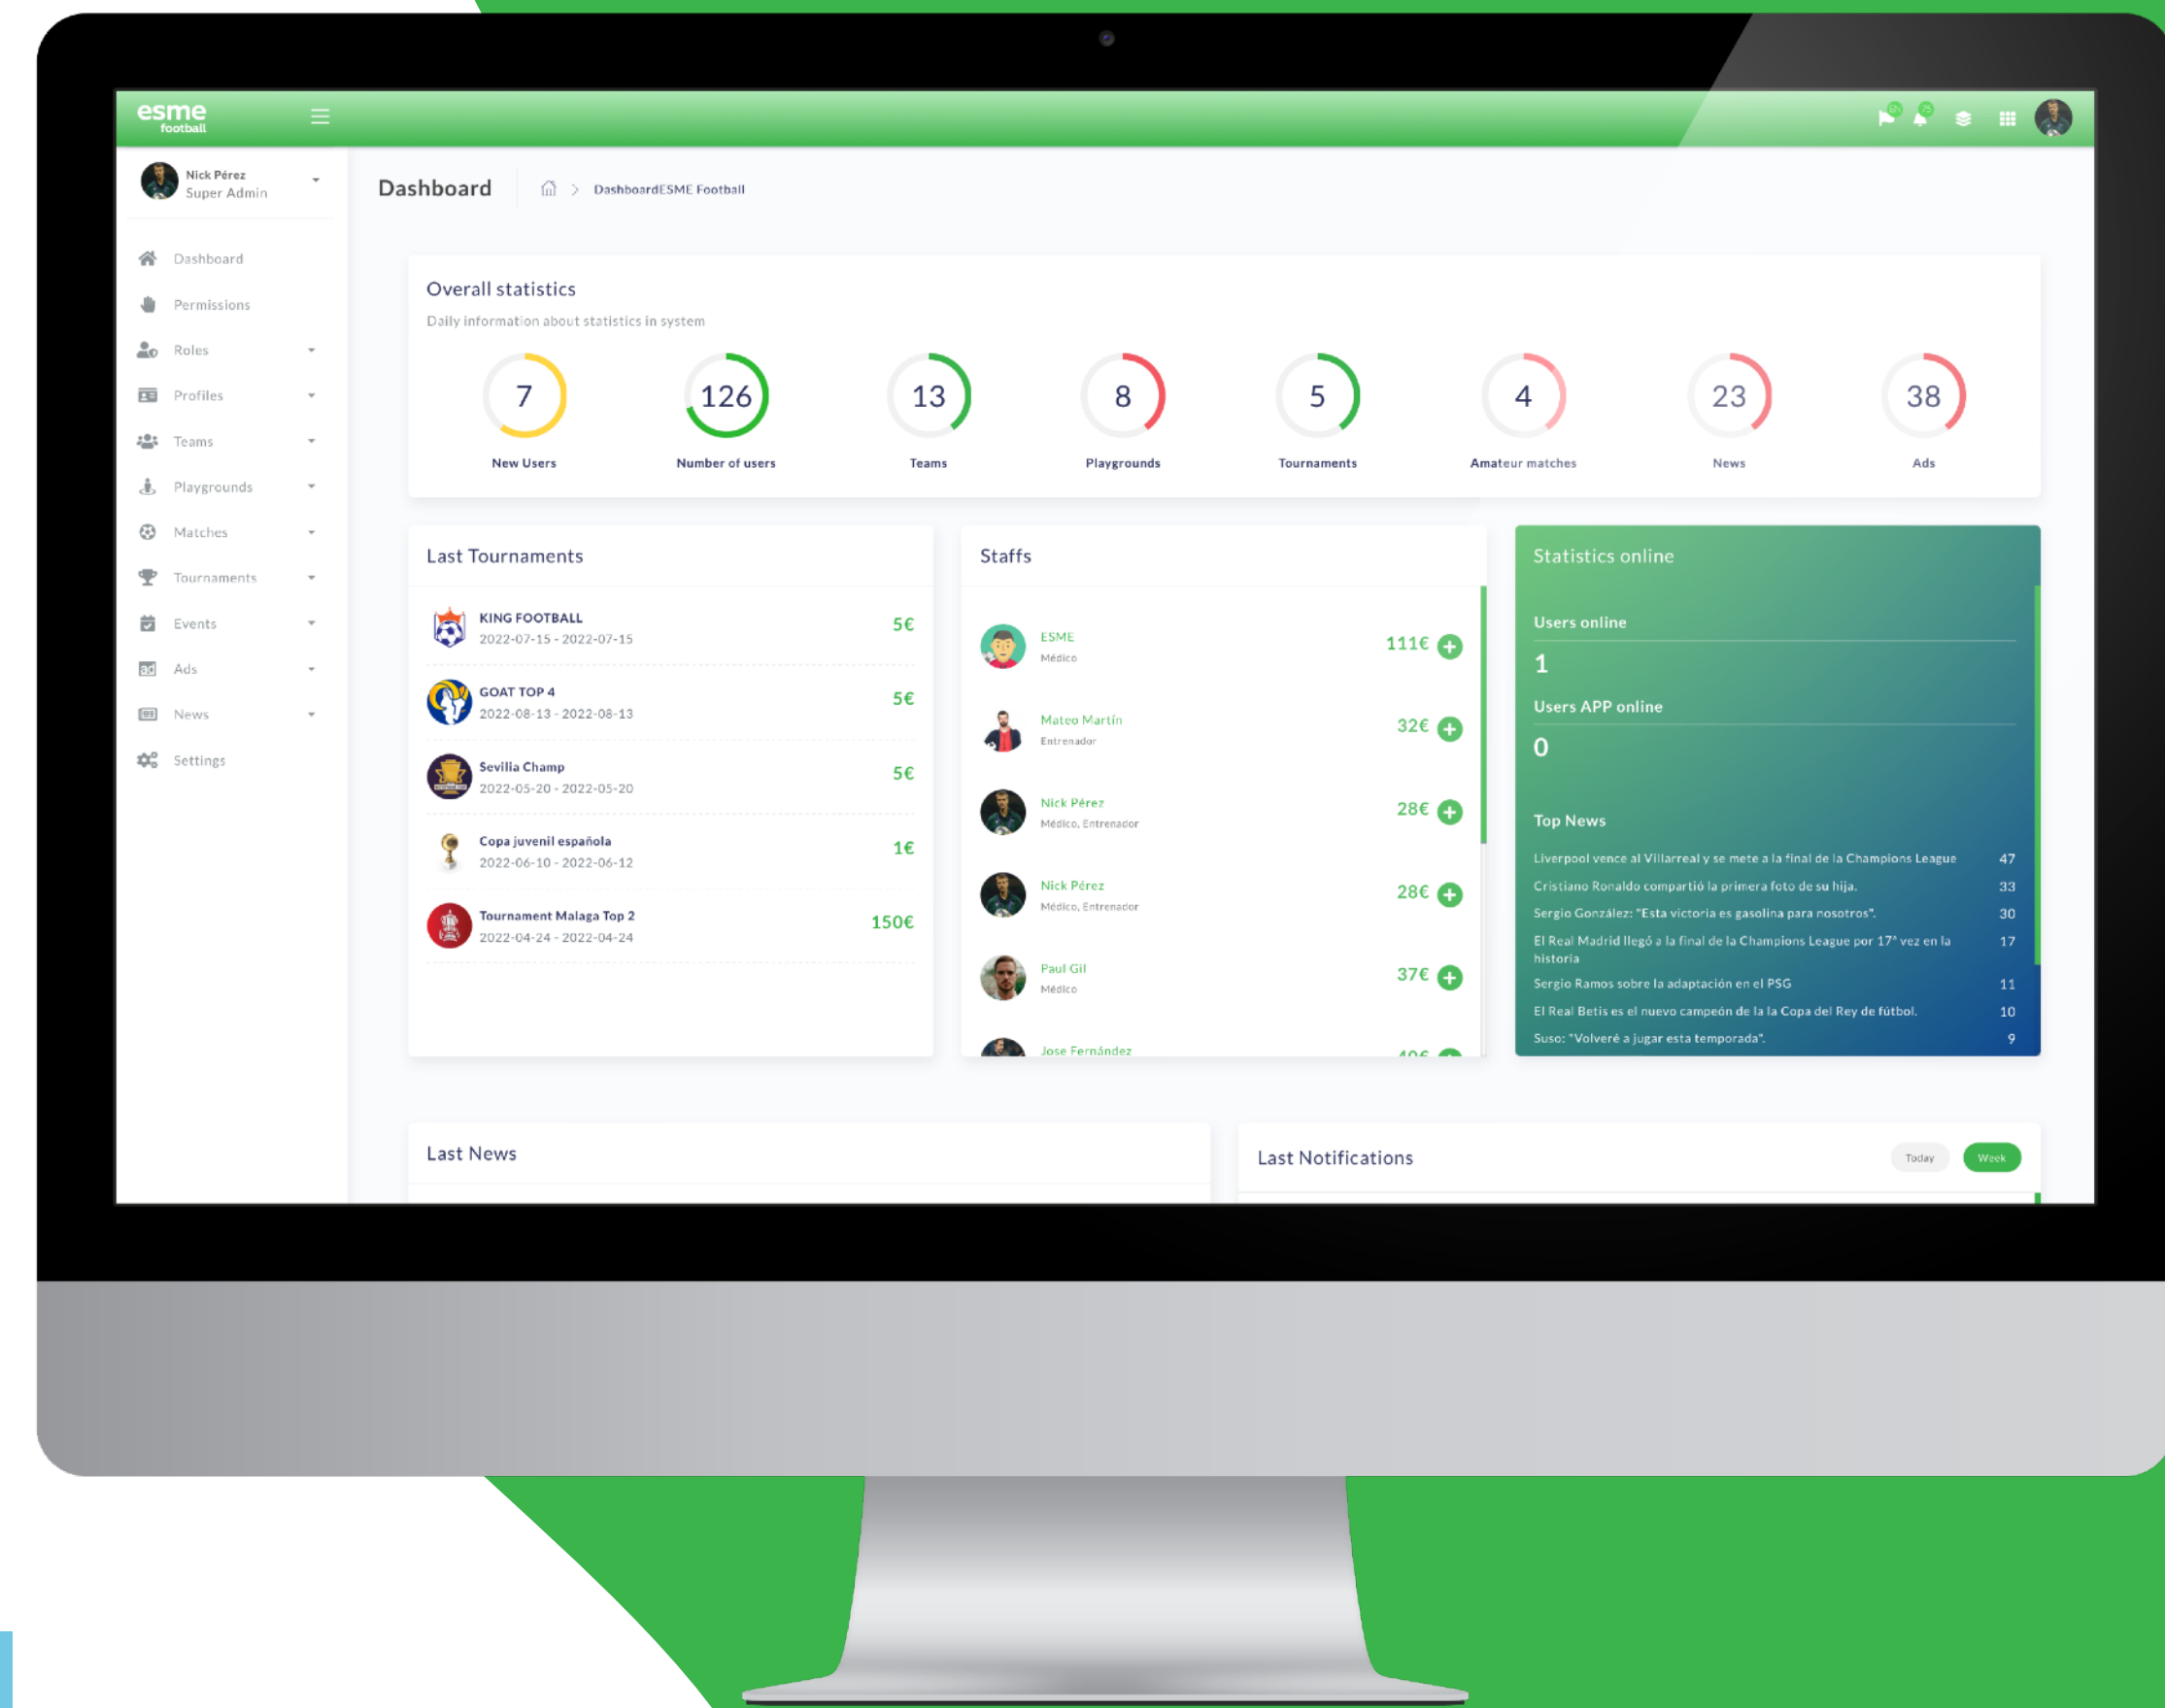 esme
football
Nick Pérez
Super Admin
Dashboard
Permissions
Roles
Profiles
Teams
Playgrounds
Matches
Tournaments
Events
Ads
News
Settings
Dashboard
> DashboardESME Football
25
Overall statistics
Daily information about statistics in system
7
126
13
8
5
4
23
38
New Users
Number of users
Teams
Playgrounds
Tournaments
Amateur matches
News
Ads
Last Tournaments
KING FOOTBALL
2022-07-15 - 2022-07-15
5€
GOAT TOP 4
2022-08-13 - 2022-08-13
5€
Sevilia Champ
2022-05-20 - 2022-05-20
5€
Copa juvenil española
2022-06-10 - 2022-06-12
1€
Tournament Malaga Top 2
2022-04-24 - 2022-04-24
150€
Staffs
ESME
Médico
111€
Mateo Martín
Entrenador
32€
Nick Pérez
Médico, Entrenador
28€
Nick Pérez
Médico, Entrenador
28€
Paul Gil
Médico
37€
Jose Fernández
Statistics online
Users online
1
Users APP online
0
Top News
Liverpool vence al Villarreal y se mete a la final de la Champions League 47
Cristiano Ronaldo compartió la primera foto de su hija. 33
Sergio González: "Esta victoria es gasolina para nosotros". 30
El Real Madrid llegó a la final de la Champions League por 17ª vez en la 17
historia
Sergio Ramos sobre la adaptación en el PSG 11
El Real Betis es el nuevo campeón de la la Copa del Rey de fútbol. 10
Suso: "Volveré a jugar esta temporada". 9
Last News
Last Notifications
Today
Week